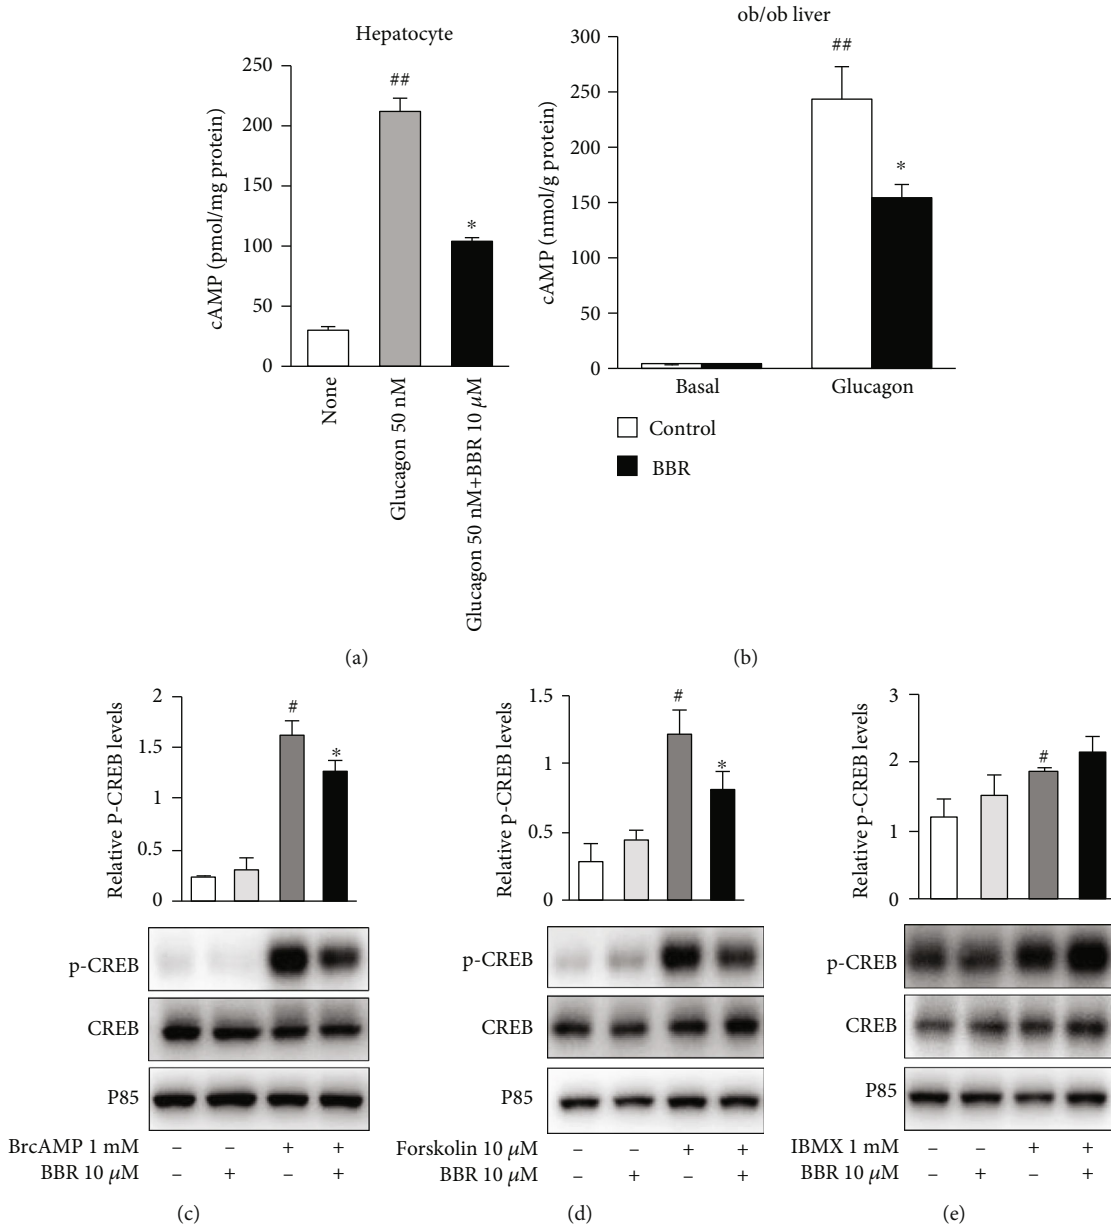 Hepatocyte
250
200
150
100
50
0
cAMP (pmol/mg protein)
##
*
None
Glucagon 50 nM
Glucagon 50 nM+BBR 10 μM
(a)
ob/ob liver
300
250
200
150
100
50
0
cAMP (nmol/g protein)
##
*
Basal Glucagon
Control
BBR
(b)
2
1.5
1
0.5
0
Relative P-CREB levels
#
*
p-CREB
CREB
P85
BrcAMP 1 mM – – + +
BBR 10 μM – + – +
(c)
1.5
1
0.5
0
Relative p-CREB levels
#
*
p-CREB
CREB
P85
Forskolin 10 μM – – + +
BBR 10 μM – + – +
(d)
3
2
1
0
Relative p-CREB levels
#
p-CREB
CREB
P85
IBMX 1 mM – – + +
BBR 10 μM – + – +
(e)